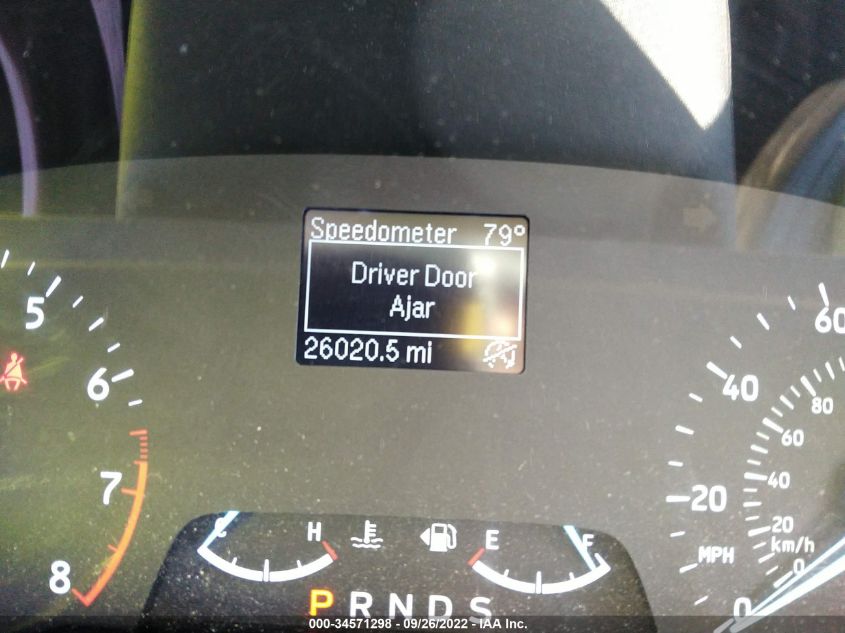 Speedometer 79°
Driver Door
Ajar
26020.5 mi
5
6
7
8
60
40
20
0
MPH
80
60
40
20
0
km/h
C H
E F
P R N D S
000-34571298 - 09/26/2022 - IAA Inc.